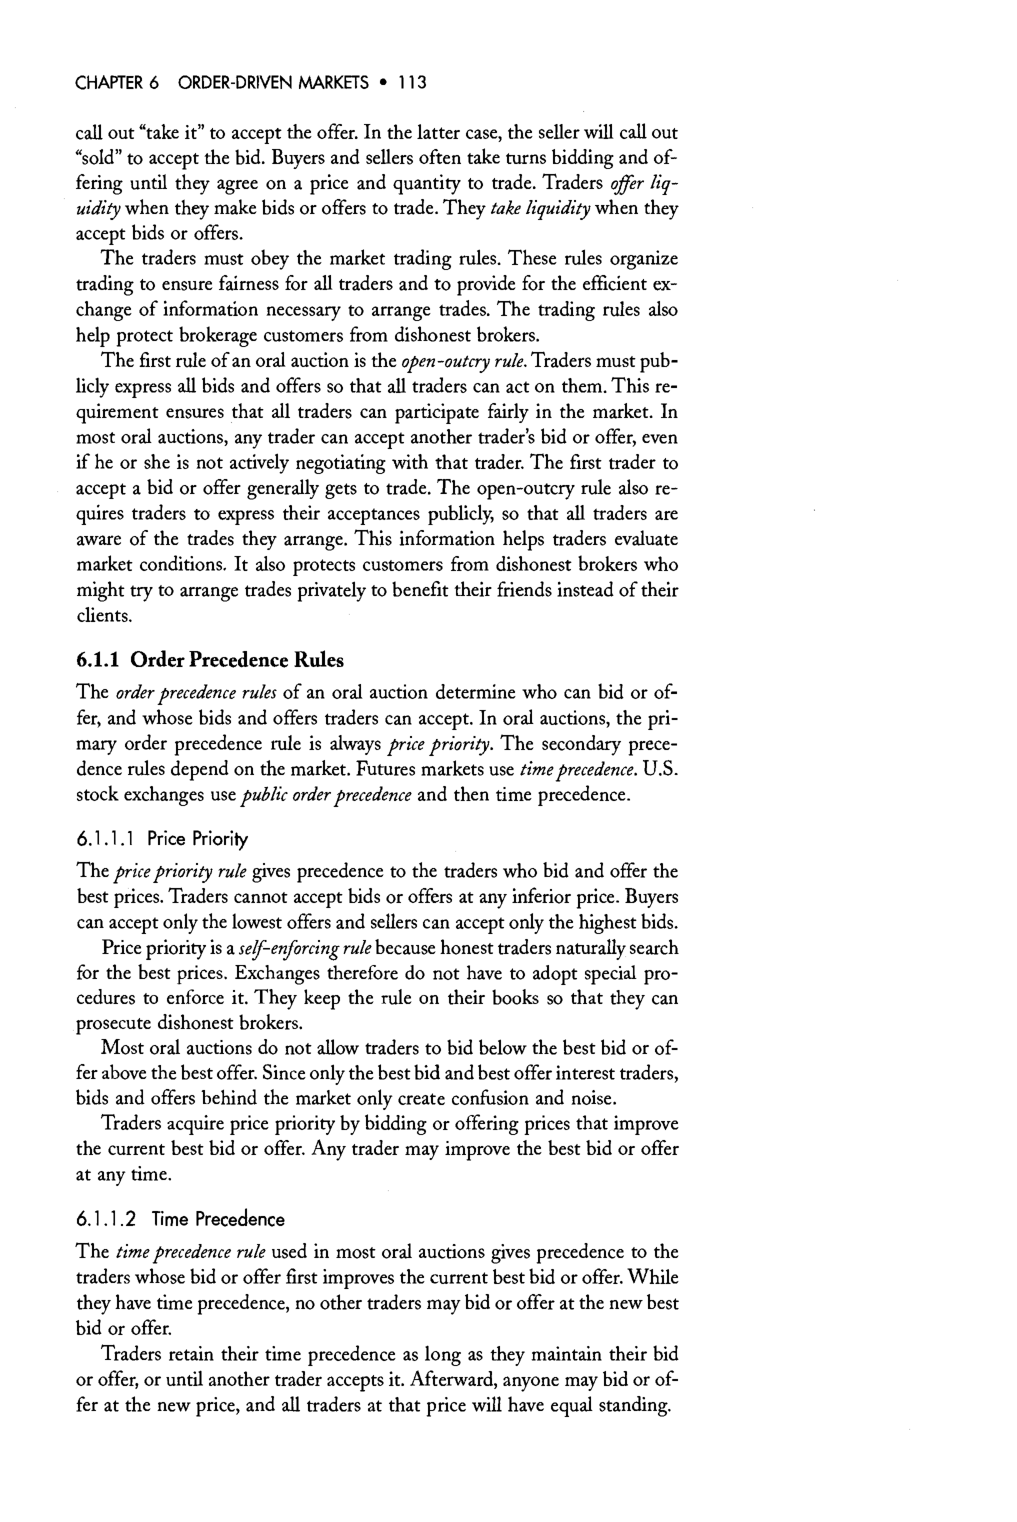 CHAPTER 6 ORDER-DRIVEN MARKETS • 113
call out “take it” to accept the offer. In the latter case, the seller will call out
“sold” to accept the bid. Buyers and sellers often take turns bidding and of-
fering until they agree on a price and quantity to trade. Traders offer liq-
uidity when they make bids or offers to trade. They take liquidity when they
accept bids or offers.
The traders must obey the market trading rules. These rules organize
trading to ensure fairness for all traders and to provide for the efficient ex-
change of information necessary to arrange trades. The trading rules also
help protect brokerage customers from dishonest brokers.
The first rule of an oral auction is the open-outcry rule. Traders must pub-
licly express all bids and offers so that all traders can act on them. This re-
quirement ensures that all traders can participate fairly in the market. In
most oral auctions, any trader can accept another trader’s bid or offer, even
if he or she is not actively negotiating with that trader. The first trader to
accept a bid or offer generally gets to trade. The open-outcry rule also re-
quires traders to express their acceptances publicly, so that all traders are
aware of the trades they arrange. This information helps traders evaluate
market conditions. It also protects customers from dishonest brokers who
might try to arrange trades privately to benefit their friends instead of their
clients.
6.1.1 Order Precedence Rules
The order precedence rules of an oral auction determine who can bid or of-
fer, and whose bids and offers traders can accept. In oral auctions, the pri-
mary order precedence rule is always price priority. The secondary prece-
dence rules depend on the market. Futures markets use time precedence. U.S.
stock exchanges use public order precedence and then time precedence.
6.1.1.1 Price Priority
The price priority rule gives precedence to the traders who bid and offer the
best prices. Traders cannot accept bids or offers at any inferior price. Buyers
can accept only the lowest offers and sellers can accept only the highest bids.
Price priority is a self-enforcing rule because honest traders naturally search
for the best prices. Exchanges therefore do not have to adopt special pro-
cedures to enforce it. They keep the rule on their books so that they can
prosecute dishonest brokers.
Most oral auctions do not allow traders to bid below the best bid or of-
fer above the best offer. Since only the best bid and best offer interest traders,
bids and offers behind the market only create confusion and noise.
Traders acquire price priority by bidding or offering prices that improve
the current best bid or offer. Any trader may improve the best bid or offer
at any time.
6.1.1.2 Time Precedence
The time precedence rule used in most oral auctions gives precedence to the
traders whose bid or offer first improves the current best bid or offer. While
they have time precedence, no other traders may bid or offer at the new best
bid or offer.
Traders retain their time precedence as long as they maintain their bid
or offer, or until another trader accepts it. Afterward, anyone may bid or of-
fer at the new price, and all traders at that price will have equal standing.